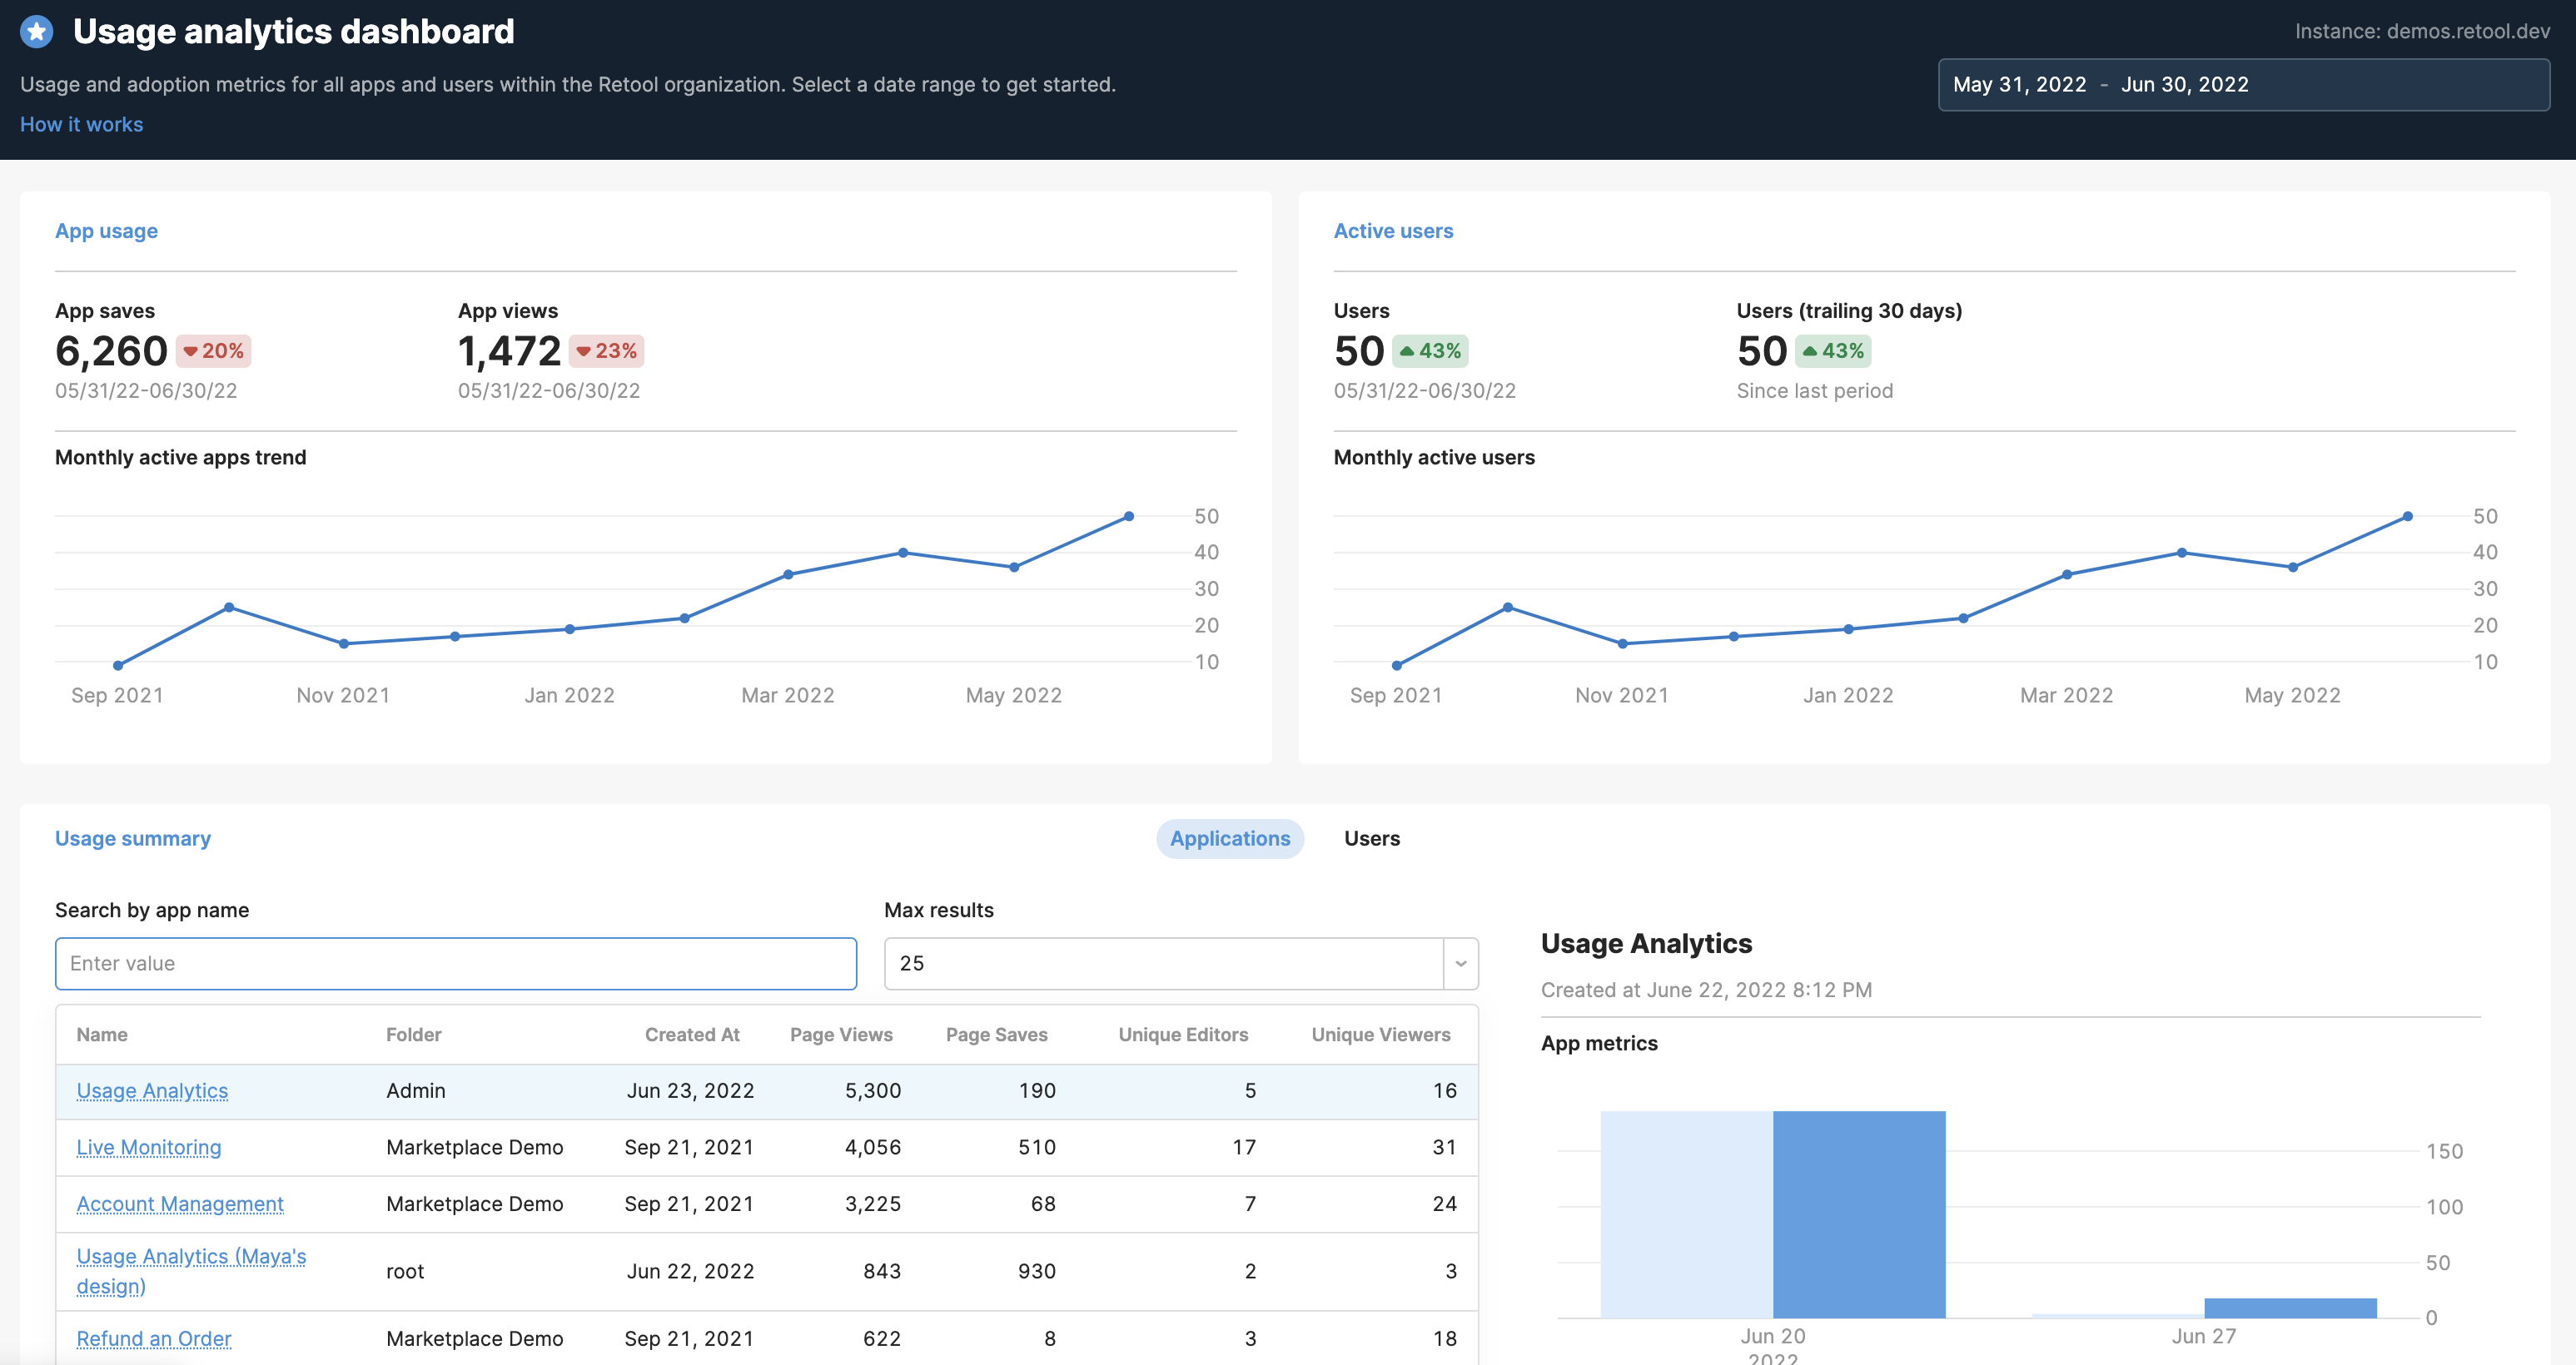 Usage analytics dashboard
Instance: demos.retool.dev
Usage and adoption metrics for all apps and users within the Retool organization. Select a date range to get started.
May 31, 2022 - Jun 30, 2022
How it works
App usage
App saves
6,260 20%
05/31/22-06/30/22
App views
1,472 23%
05/31/22-06/30/22
Monthly active apps trend
50
40
30
20
10
Sep 2021 Nov 2021 Jan 2022 Mar 2022 May 2022
Active users
Users
50 43%
05/31/22-06/30/22
Users (trailing 30 days)
50 43%
Since last period
Monthly active users
50
40
30
20
10
Sep 2021 Nov 2021 Jan 2022 Mar 2022 May 2022
Usage summary
Applications Users
Search by app name
Enter value
Max results
25
Name Folder Created At Page Views Page Saves Unique Editors Unique Viewers
Usage Analytics Admin Jun 23, 2022 5,300 190 5 16
Live Monitoring Marketplace Demo Sep 21, 2021 4,056 510 17 31
Account Management Marketplace Demo Sep 21, 2021 3,225 68 7 24
Usage Analytics (Maya's
design) root Jun 22, 2022 843 930 2 3
Refund an Order Marketplace Demo Sep 21, 2021 622 8 3 18
Usage Analytics
Created at June 22, 2022 8:12 PM
App metrics
150
100
50
0
Jun 20 Jun 27
2022